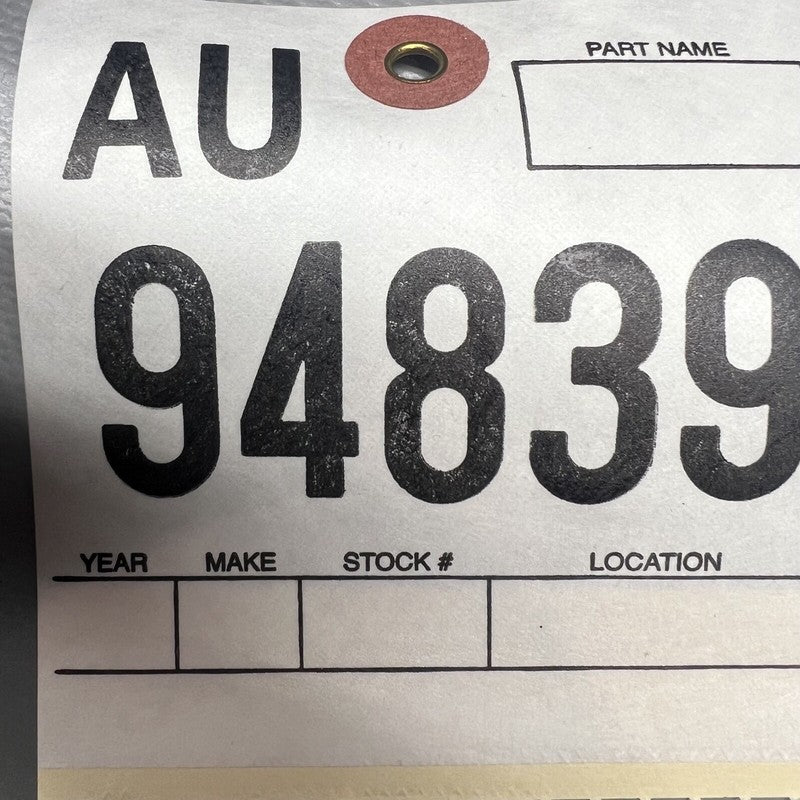 AU
PART NAME
94839
YEAR MAKE STOCK # LOCATION